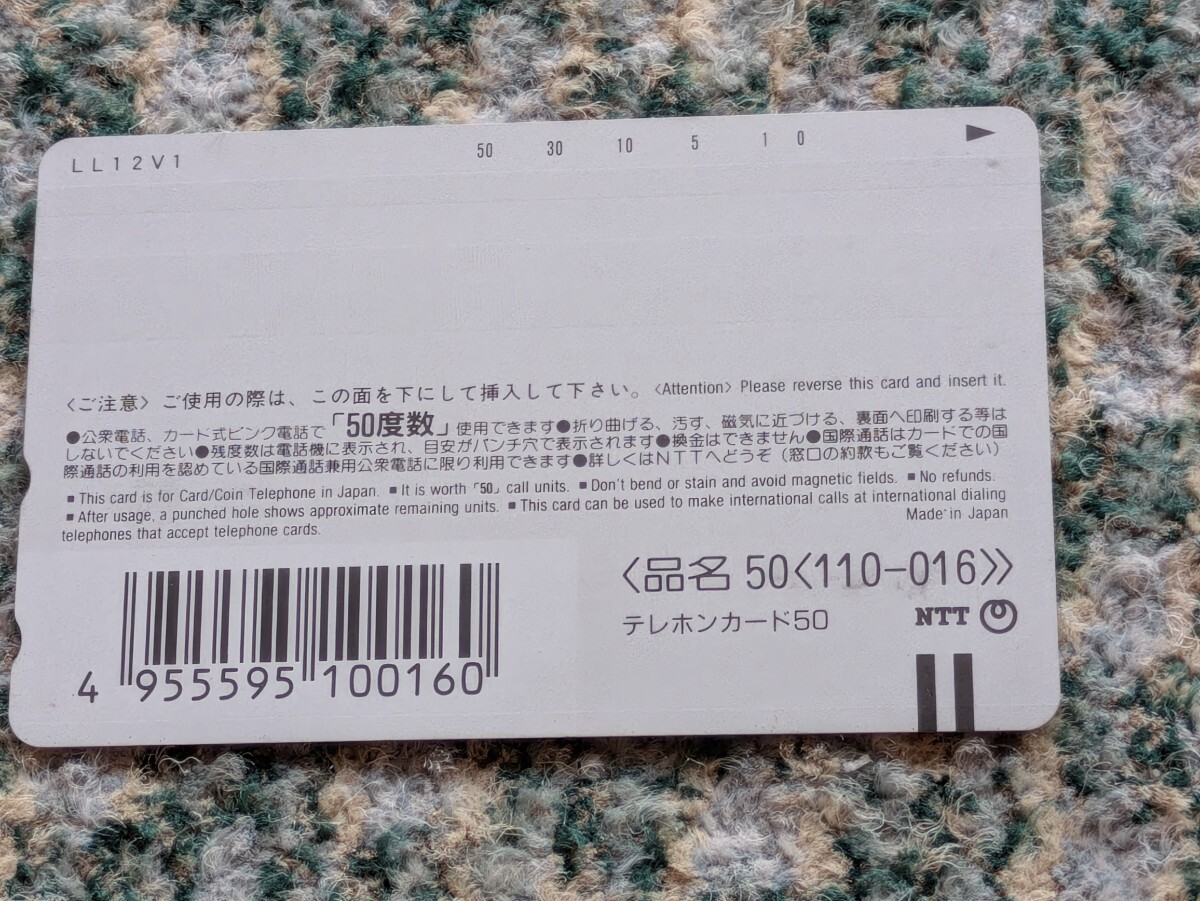 LL12V1
50 30 10 5 1 0 ▶
〈ご注意〉ご使用の際は、この面を下にして挿入して下さい。〈Attention〉Please reverse this card and insert it.
●公衆電話、カード式ピンク電話で「50度数」使用できます●折り曲げる、汚す、磁気に近づける、裏面へ印刷する等は
しないでください●残度数は電話機に表示され、目安がパンチ穴で表示されます●換金はできません●国際通話はカードでの国
際通話の利用を認めている国際通話兼用公衆電話に限り利用できます●詳しくはNTTへどうぞ（窓口の約款もご覧ください）
■This card is for Card/Coin Telephone in Japan. ■It is worth「50」call units. ■Don't bend or stain and avoid magnetic fields. ■No refunds.
■After usage, a punched hole shows approximate remaining units. ■This card can be used to make international calls at international dialing
telephones that accept telephone cards.
Made in Japan
〈品名 50〈110-016〉〉
テレホンカード50
NTT
4 955595 100160